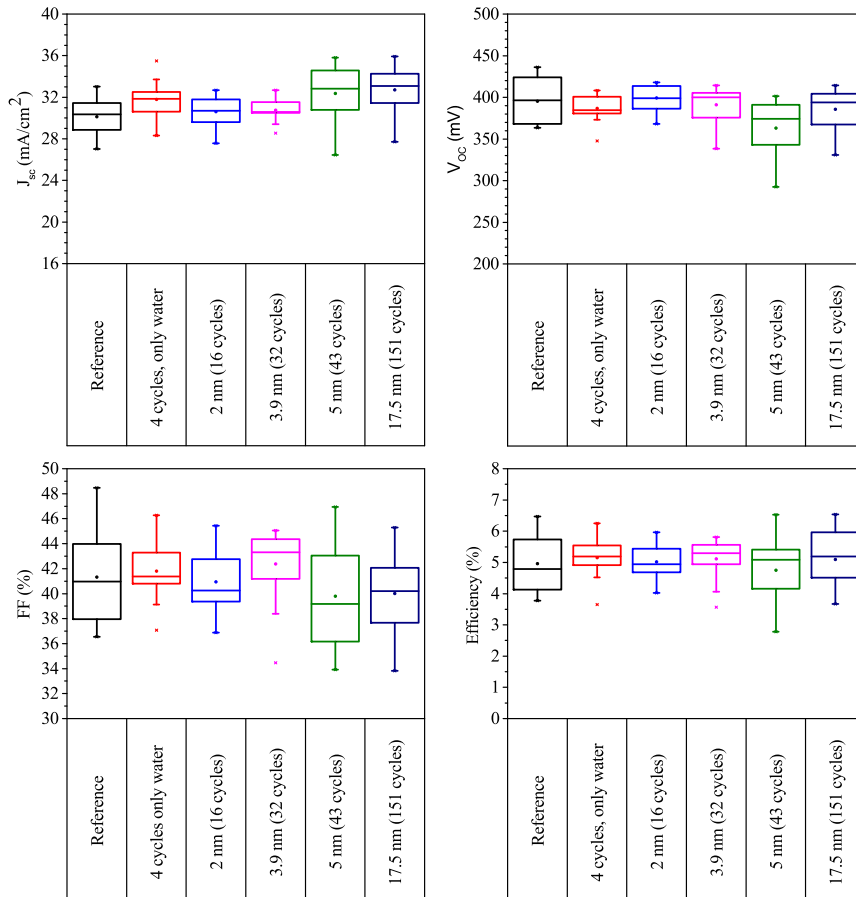 40
36
32
28
24
20
16
J_sc (mA/cm²)
Reference
4 cycles, only water
2 nm (16 cycles)
3.9 nm (32 cycles)
5 nm (43 cycles)
17.5 nm (151 cycles)
500
450
400
350
300
250
200
V_OC (mV)
Reference
4 cycles, only water
2 nm (16 cycles)
3.9 nm (32 cycles)
5 nm (43 cycles)
17.5 nm (151 cycles)
50
48
46
44
42
40
38
36
34
32
30
FF (%)
Reference
4 cycles only water
2 nm (16 cycles)
3.9 nm (32 cycles)
5 nm (43 cycles)
17.5 nm (151 cycles)
8
7
6
5
4
3
2
1
0
Efficiency (%)
Reference
4 cycles, only water
2 nm (16 cycles)
3.9 nm (32 cycles)
5 nm (43 cycles)
17.5 nm (151 cycles)